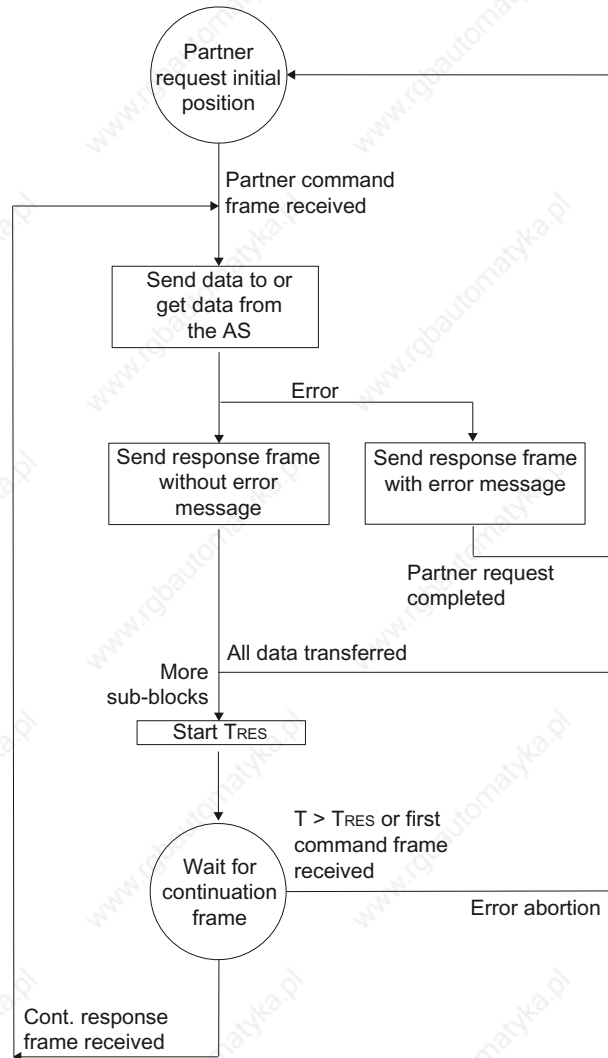 Partner
request initial
position
Partner command
frame received
Send data to or
get data from
the AS
Error
Send response frame
without error
message
Send response frame
with error message
Partner request
completed
All data transferred
More
sub-blocks
Start TRES
T > TRES or first
command frame
received
Wait for
continuation
frame
Error abortion
Cont. response
frame received
www.rgbautomatyka.pl